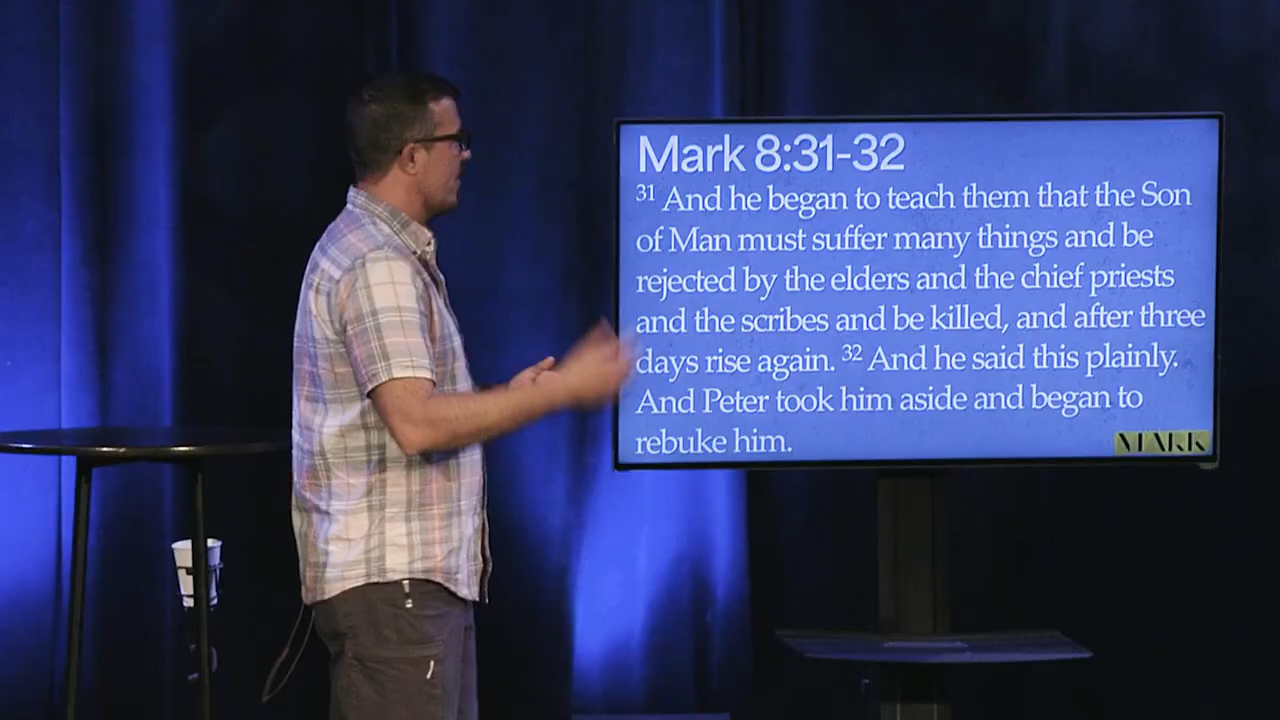 Mark 8:31-32
31 And he began to teach them that the Son
of Man must suffer many things and be
rejected by the elders and the chief priests
and the scribes and be killed, and after three
days rise again. 32 And he said this plainly.
And Peter took him aside and began to
rebuke him.
MARK